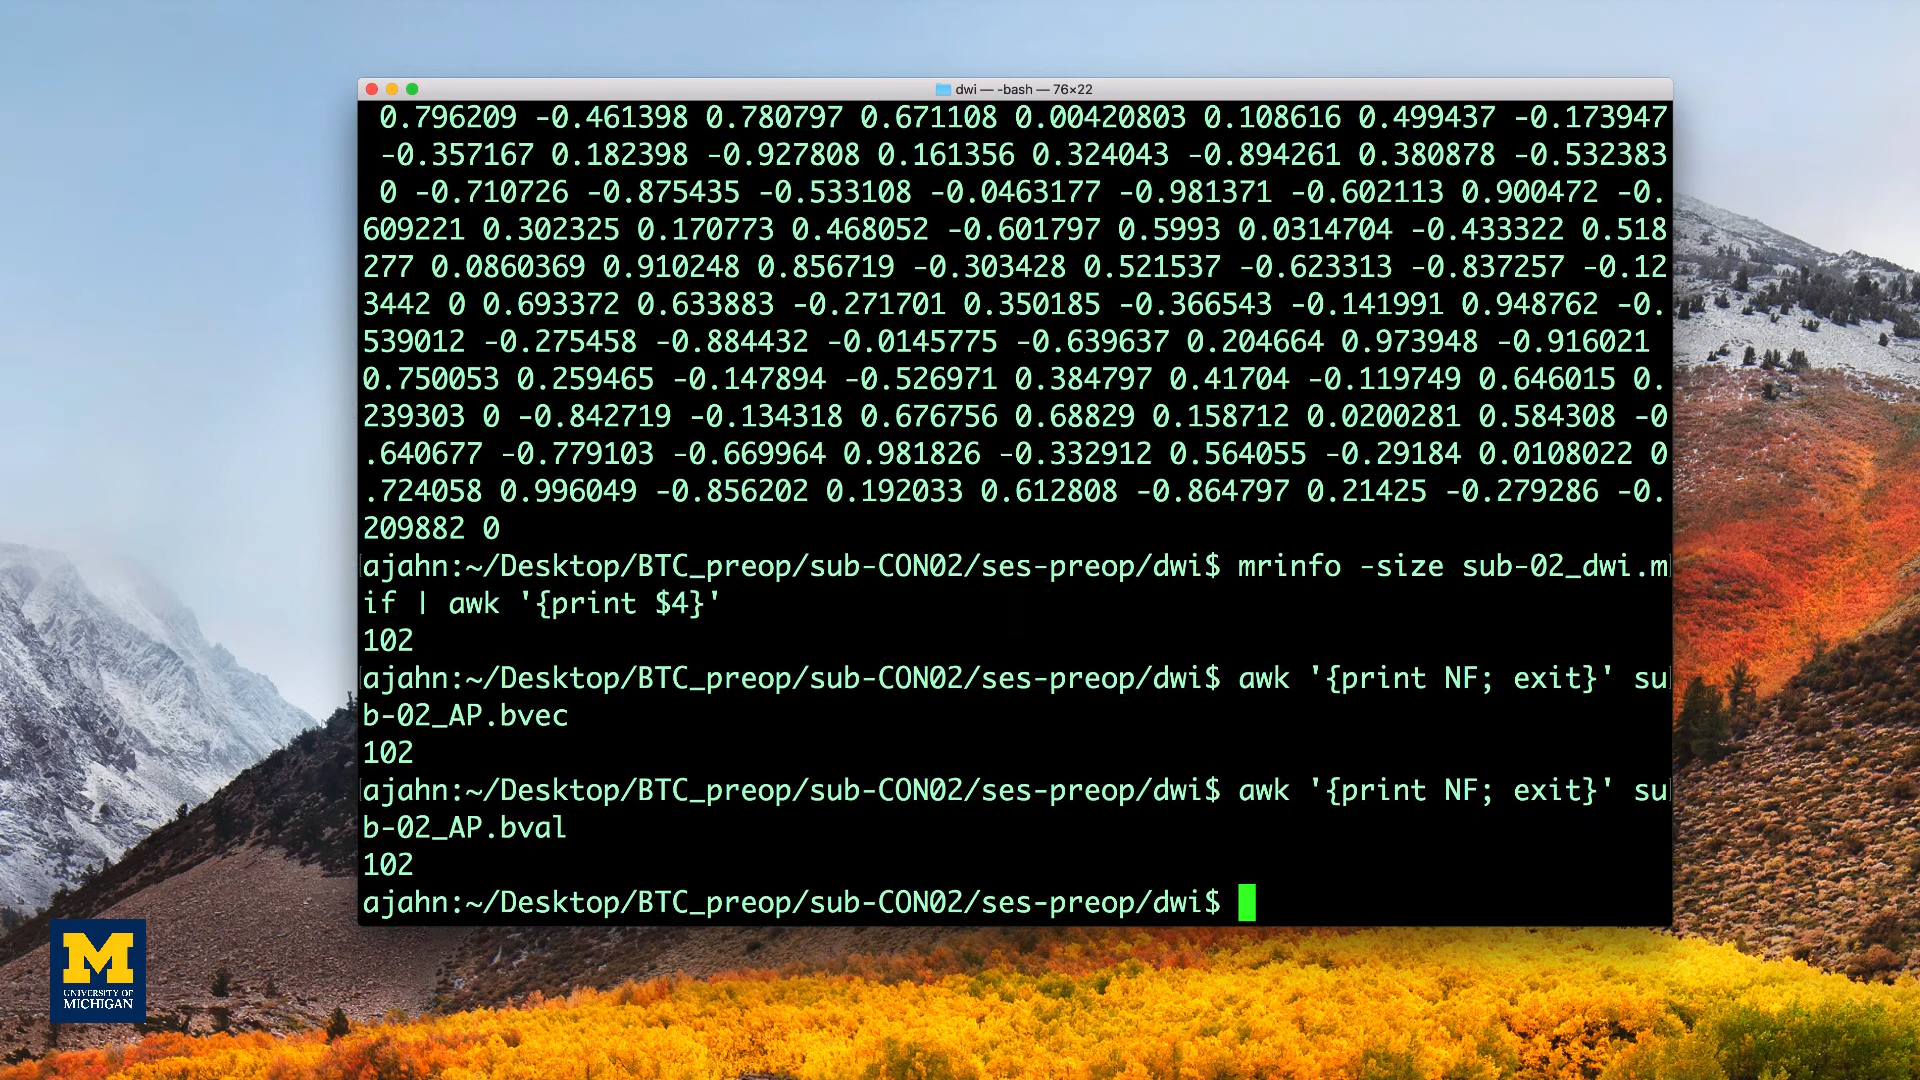 dwi — -bash — 76×22
0.796209 -0.461398 0.780797 0.671108 0.00420803 0.108616 0.499437 -0.173947
-0.357167 0.182398 -0.927808 0.161356 0.324043 -0.894261 0.380878 -0.532383
0 -0.710726 -0.875435 -0.533108 -0.0463177 -0.981371 -0.602113 0.900472 -0.
609221 0.302325 0.170773 0.468052 -0.601797 0.5993 0.0314704 -0.433322 0.518
277 0.0860369 0.910248 0.856719 -0.303428 0.521537 -0.623313 -0.837257 -0.12
3442 0 0.693372 0.633883 -0.271701 0.350185 -0.366543 -0.141991 0.948762 -0.
539012 -0.275458 -0.884432 -0.0145775 -0.639637 0.204664 0.973948 -0.916021
0.750053 0.259465 -0.147894 -0.526971 0.384797 0.41704 -0.119749 0.646015 0.
239303 0 -0.842719 -0.134318 0.676756 0.68829 0.158712 0.0200281 0.584308 -0
.640677 -0.779103 -0.669964 0.981826 -0.332912 0.564055 -0.29184 0.0108022 0
.724058 0.996049 -0.856202 0.192033 0.612808 -0.864797 0.21425 -0.279286 -0.
209882 0
ajahn:~/Desktop/BTC_preop/sub-CON02/ses-preop/dwi$ mrinfo -size sub-02_dwi.m
if | awk '{print $4}'
102
ajahn:~/Desktop/BTC_preop/sub-CON02/ses-preop/dwi$ awk '{print NF; exit}' su
b-02_AP.bvec
102
ajahn:~/Desktop/BTC_preop/sub-CON02/ses-preop/dwi$ awk '{print NF; exit}' su
b-02_AP.bval
102
ajahn:~/Desktop/BTC_preop/sub-CON02/ses-preop/dwi$
M
UNIVERSITY OF
MICHIGAN